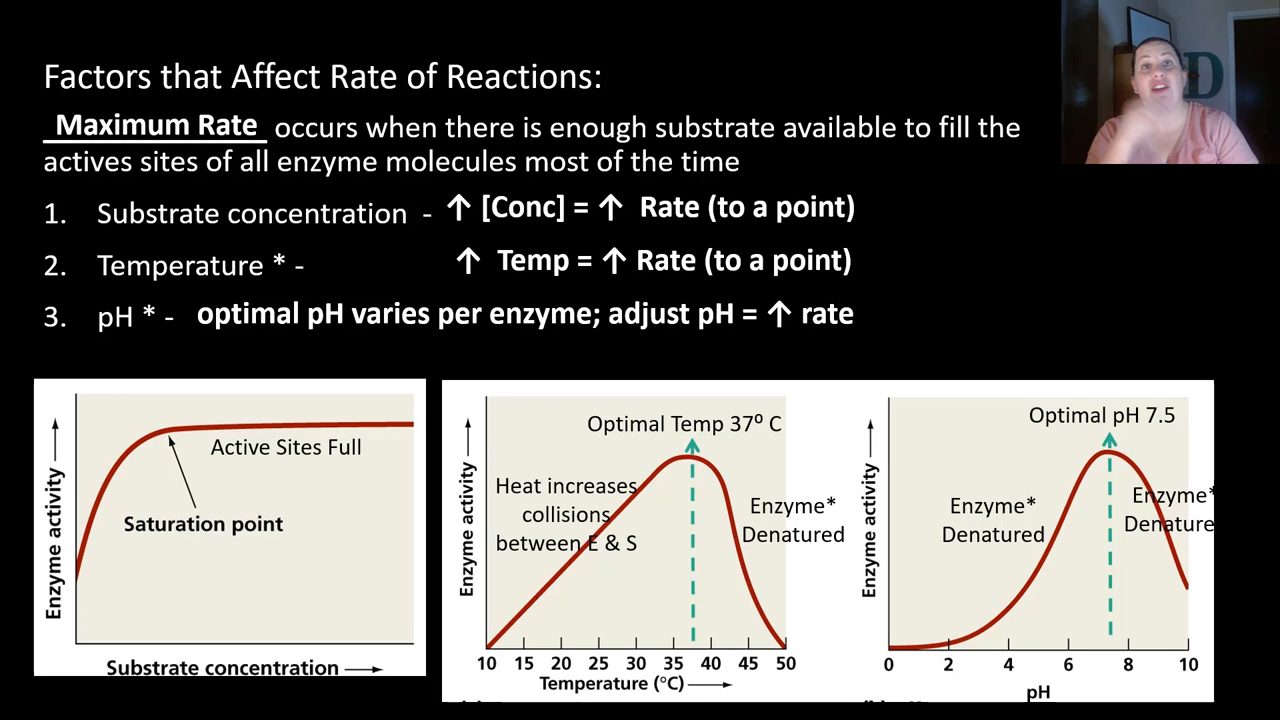 Factors that Affect Rate of Reactions:
Maximum Rate occurs when there is enough substrate available to fill the
actives sites of all enzyme molecules most of the time
1. Substrate concentration - ↑ [Conc] = ↑ Rate (to a point)
2. Temperature * - ↑ Temp = ↑ Rate (to a point)
3. pH * - optimal pH varies per enzyme; adjust pH = ↑ rate
D
Enzyme activity
Active Sites Full
Saturation point
Substrate concentration
Enzyme activity
Optimal Temp 37⁰ C
Heat increases
collisions
between E & S
Enzyme*
Denatured
10 15 20 25 30 35 40 45 50
Temperature (°C)
Enzyme activity
Optimal pH 7.5
Enzyme*
Denatured
Enzyme*
Denature
0 2 4 6 8 10
pH